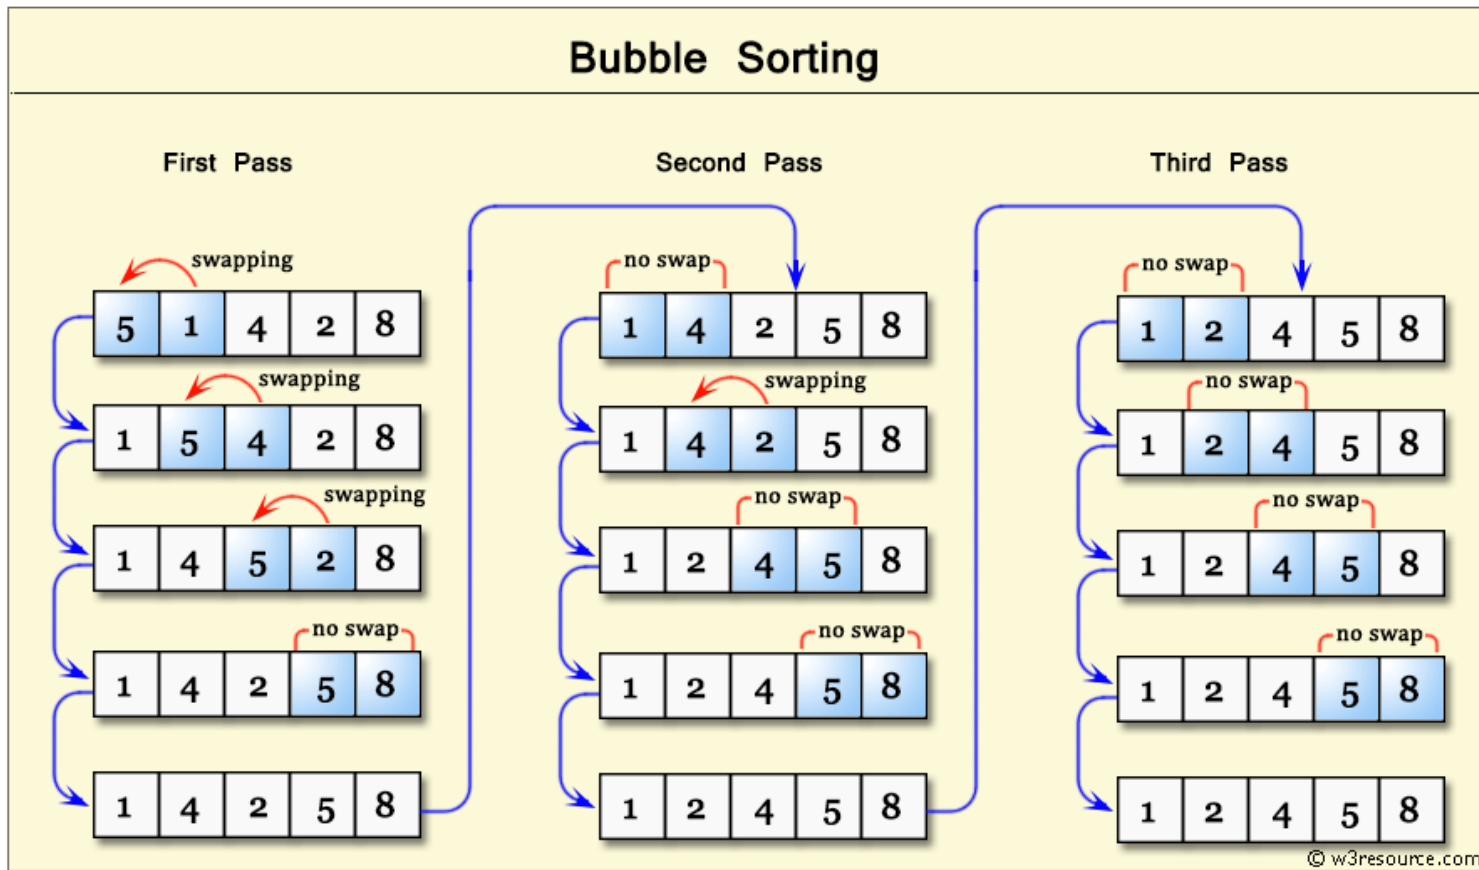 Bubble Sorting
First Pass
swapping
5 1 4 2 8
swapping
1 5 4 2 8
swapping
1 4 5 2 8
no swap
1 4 2 5 8
1 4 2 5 8
Second Pass
no swap
1 4 2 5 8
swapping
1 4 2 5 8
no swap
1 2 4 5 8
no swap
1 2 4 5 8
1 2 4 5 8
Third Pass
no swap
1 2 4 5 8
no swap
1 2 4 5 8
no swap
1 2 4 5 8
no swap
1 2 4 5 8
1 2 4 5 8
© w3resource.com